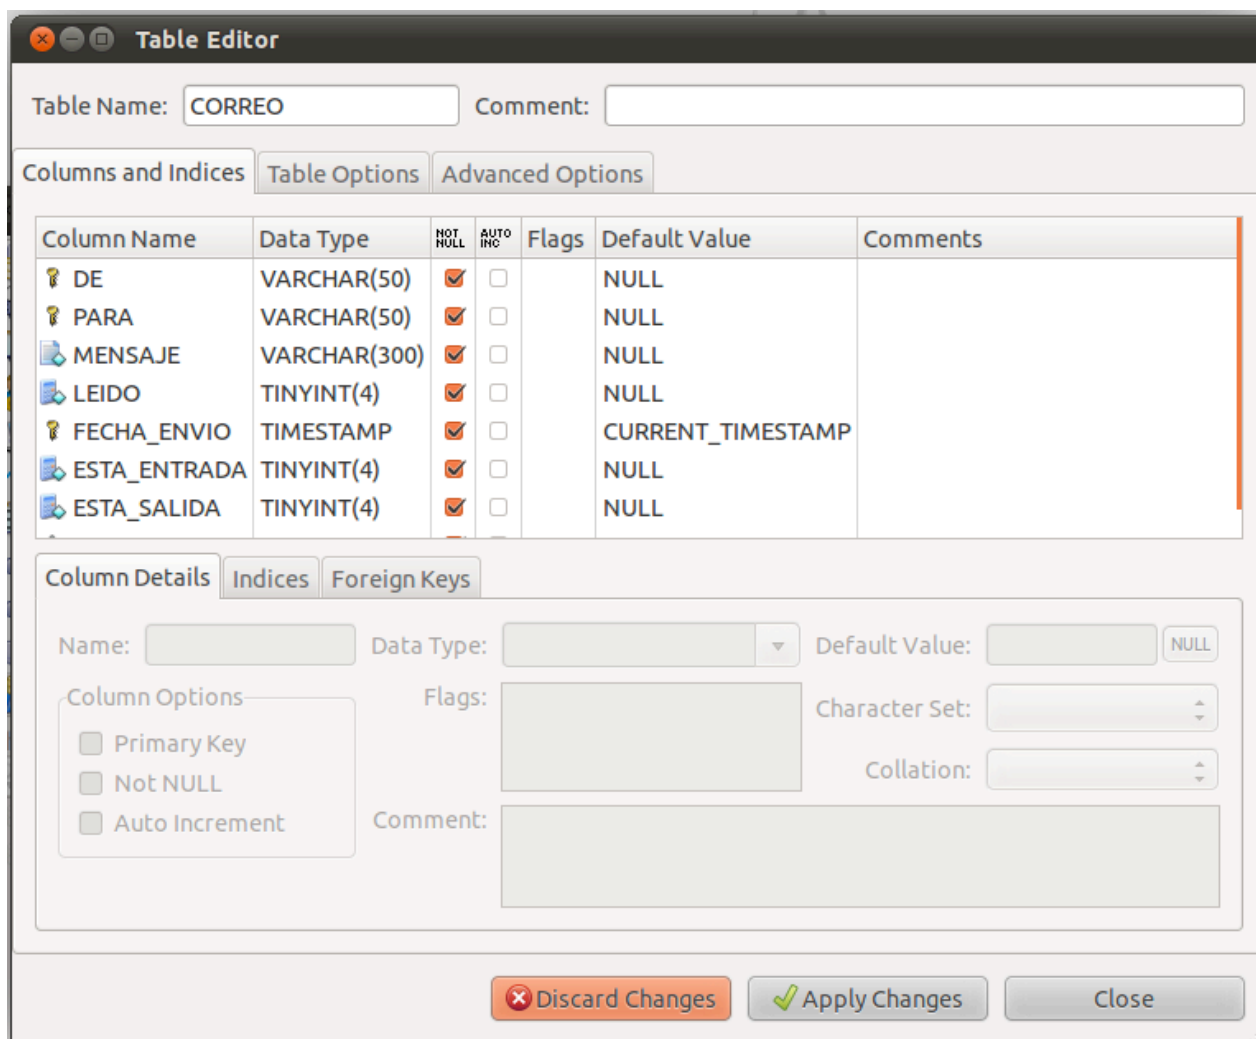 Table Editor
Table Name: CORREO Comment:
Columns and Indices Table Options Advanced Options
Column Name Data Type NOT NULL AUTO INC Flags Default Value Comments
DE VARCHAR(50) NULL
PARA VARCHAR(50) NULL
MENSAJE VARCHAR(300) NULL
LEIDO TINYINT(4) NULL
FECHA_ENVIO TIMESTAMP CURRENT_TIMESTAMP
ESTA_ENTRADA TINYINT(4) NULL
ESTA_SALIDA TINYINT(4) NULL
Column Details Indices Foreign Keys
Name: Data Type: Default Value: NULL
Column Options Flags: Character Set:
Primary Key
Not NULL Collation:
Auto Increment Comment:
Discard Changes Apply Changes Close